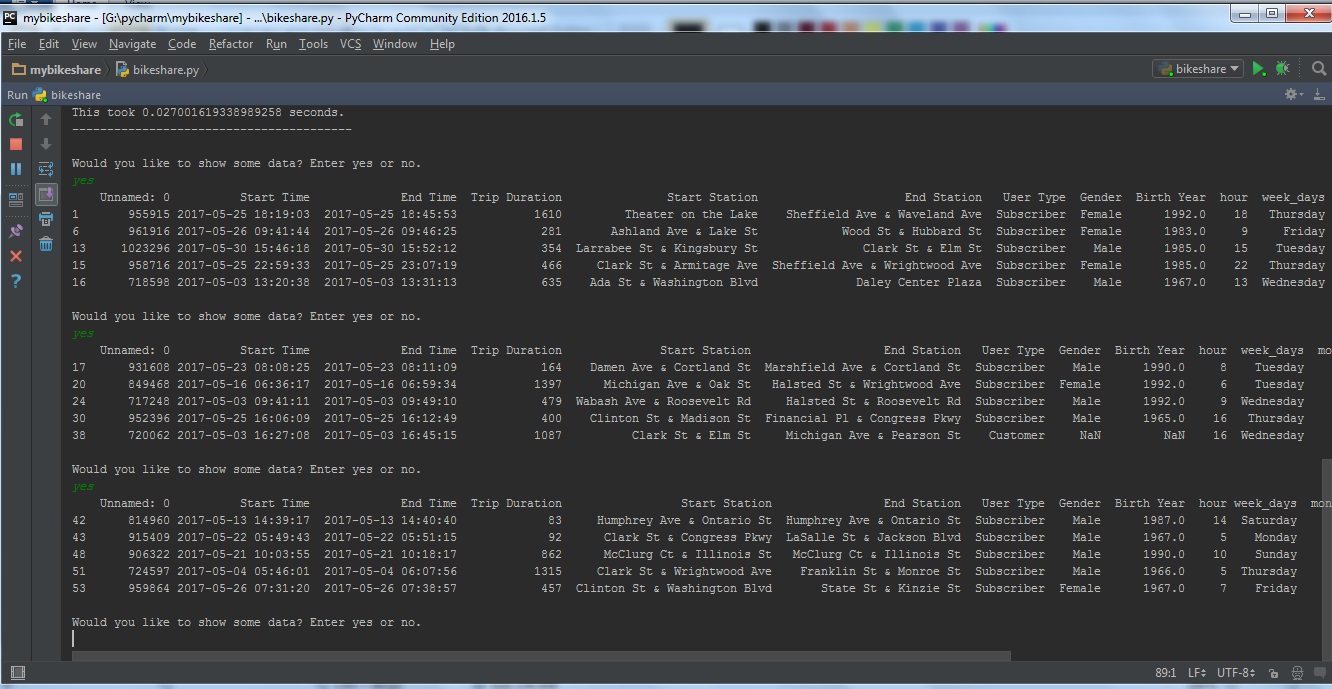 mybikeshare - [G:\pycharm\mybikeshare] - ...\bikeshare.py - PyCharm Community Edition 2016.1.5
File Edit View Navigate Code Refactor Run Tools VCS Window Help
mybikeshare bikeshare.py bikeshare
Run bikeshare
This took 0.027001619338989258 seconds.
----------------------------------------
Would you like to show some data? Enter yes or no.
yes
Unnamed: 0 Start Time End Time Trip Duration Start Station End Station User Type Gender Birth Year hour week_days
1 955915 2017-05-25 18:19:03 2017-05-25 18:45:53 1610 Theater on the Lake Sheffield Ave & Waveland Ave Subscriber Female 1992.0 18 Thursday
6 961916 2017-05-26 09:41:44 2017-05-26 09:46:25 281 Ashland Ave & Lake St Wood St & Hubbard St Subscriber Female 1983.0 9 Friday
13 1023296 2017-05-30 15:46:18 2017-05-30 15:52:12 354 Larrabee St & Kingsbury St Clark St & Elm St Subscriber Male 1985.0 15 Tuesday
15 958716 2017-05-25 22:59:33 2017-05-25 23:07:19 466 Clark St & Armitage Ave Sheffield Ave & Wrightwood Ave Subscriber Female 1985.0 22 Thursday
16 718598 2017-05-03 13:20:38 2017-05-03 13:31:13 635 Ada St & Washington Blvd Daley Center Plaza Subscriber Male 1967.0 13 Wednesday
Would you like to show some data? Enter yes or no.
yes
Unnamed: 0 Start Time End Time Trip Duration Start Station End Station User Type Gender Birth Year hour week_days mo
17 931608 2017-05-23 08:08:25 2017-05-23 08:11:09 164 Damen Ave & Cortland St Marshfield Ave & Cortland St Subscriber Male 1990.0 8 Tuesday
20 849468 2017-05-16 06:36:17 2017-05-16 06:59:34 1397 Michigan Ave & Oak St Halsted St & Wrightwood Ave Subscriber Female 1992.0 6 Tuesday
24 717248 2017-05-03 09:41:11 2017-05-03 09:49:10 479 Wabash Ave & Roosevelt Rd Halsted St & Roosevelt Rd Subscriber Male 1992.0 9 Wednesday
30 952396 2017-05-25 16:06:09 2017-05-25 16:12:49 400 Clinton St & Madison St Financial Pl & Congress Pkwy Subscriber Male 1965.0 16 Thursday
38 720062 2017-05-03 16:27:08 2017-05-03 16:45:15 1087 Clark St & Elm St Michigan Ave & Pearson St Customer NaN NaN 16 Wednesday
Would you like to show some data? Enter yes or no.
yes
Unnamed: 0 Start Time End Time Trip Duration Start Station End Station User Type Gender Birth Year hour week_days mon
42 814960 2017-05-13 14:39:17 2017-05-13 14:40:40 83 Humphrey Ave & Ontario St Humphrey Ave & Ontario St Subscriber Male 1987.0 14 Saturday
43 915409 2017-05-22 05:49:43 2017-05-22 05:51:15 92 Clark St & Congress Pkwy LaSalle St & Jackson Blvd Subscriber Male 1967.0 5 Monday
48 906322 2017-05-21 10:03:55 2017-05-21 10:18:17 862 McClurg Ct & Illinois St McClurg Ct & Illinois St Subscriber Male 1990.0 10 Sunday
51 724597 2017-05-04 05:46:01 2017-05-04 06:07:56 1315 Clark St & Wrightwood Ave Franklin St & Monroe St Subscriber Male 1966.0 5 Thursday
53 959864 2017-05-26 07:31:20 2017-05-26 07:38:57 457 Clinton St & Washington Blvd State St & Kinzie St Subscriber Female 1967.0 7 Friday
Would you like to show some data? Enter yes or no.
89:1 LF UTF-8